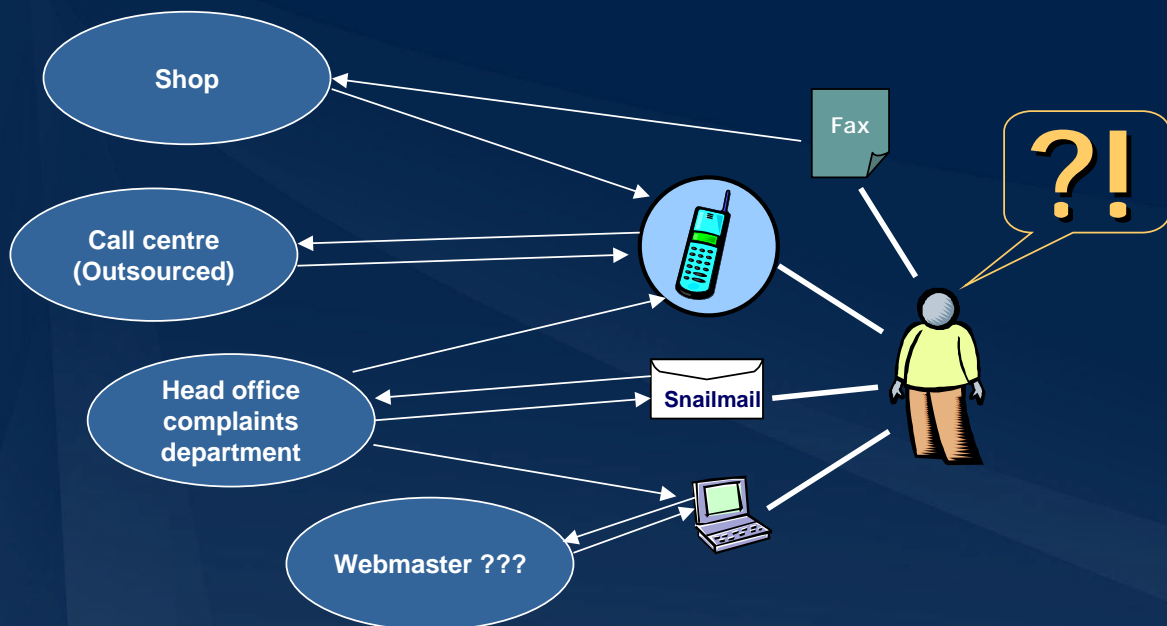 Shop
Fax
?!
Call centre
(Outsourced)
Head office
complaints
department
Snailmail
Webmaster ???